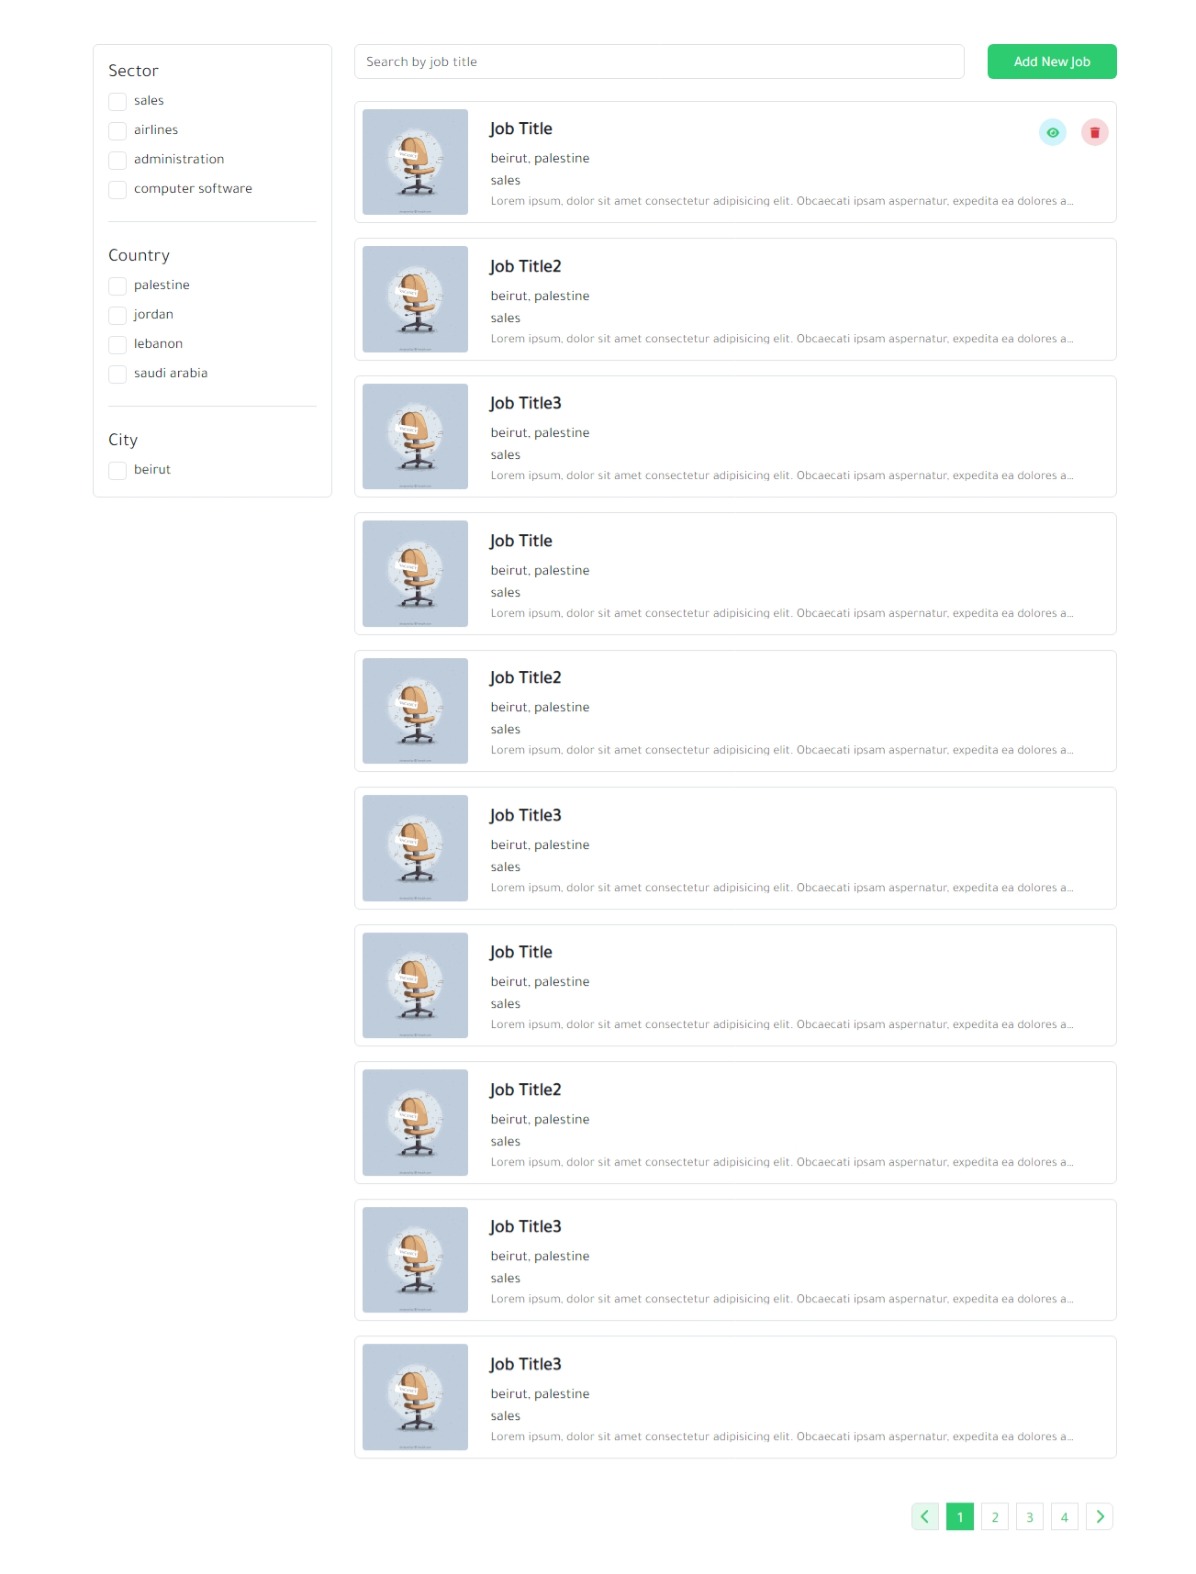 Sector
sales
airlines
administration
computer software
Country
palestine
jordan
lebanon
saudi arabia
City
beirut
Search by job title
Add New Job
Job Title
beirut, palestine
sales
Lorem ipsum, dolor sit amet consectetur adipisicing elit. Obcaecati ipsam aspernatur, expedita ea dolores a...
Job Title2
beirut, palestine
sales
Lorem ipsum, dolor sit amet consectetur adipisicing elit. Obcaecati ipsam aspernatur, expedita ea dolores a...
Job Title3
beirut, palestine
sales
Lorem ipsum, dolor sit amet consectetur adipisicing elit. Obcaecati ipsam aspernatur, expedita ea dolores a...
Job Title
beirut, palestine
sales
Lorem ipsum, dolor sit amet consectetur adipisicing elit. Obcaecati ipsam aspernatur, expedita ea dolores a...
Job Title2
beirut, palestine
sales
Lorem ipsum, dolor sit amet consectetur adipisicing elit. Obcaecati ipsam aspernatur, expedita ea dolores a...
Job Title3
beirut, palestine
sales
Lorem ipsum, dolor sit amet consectetur adipisicing elit. Obcaecati ipsam aspernatur, expedita ea dolores a...
Job Title
beirut, palestine
sales
Lorem ipsum, dolor sit amet consectetur adipisicing elit. Obcaecati ipsam aspernatur, expedita ea dolores a...
Job Title2
beirut, palestine
sales
Lorem ipsum, dolor sit amet consectetur adipisicing elit. Obcaecati ipsam aspernatur, expedita ea dolores a...
Job Title3
beirut, palestine
sales
Lorem ipsum, dolor sit amet consectetur adipisicing elit. Obcaecati ipsam aspernatur, expedita ea dolores a...
Job Title3
beirut, palestine
sales
Lorem ipsum, dolor sit amet consectetur adipisicing elit. Obcaecati ipsam aspernatur, expedita ea dolores a...
1 2 3 4